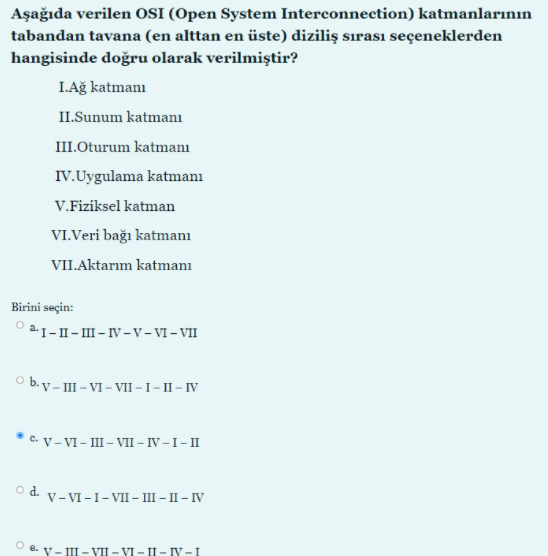 Aşağıda verilen OSI (Open System Interconnection) katmanlarının
tabandan tavana (en alttan en üste) diziliş sırası seçeneklerden
hangisinde doğru olarak verilmiştir?
I.Ağ katmanı
II.Sunum katmanı
III.Oturum katmanı
IV.Uygulama katmanı
V.Fiziksel katman
VI.Veri bağı katmanı
VII.Aktarım katmanı
Birini seçin:
a. I – II – III – IV – V – VI – VII
b. V – III – VI – VII – I – II – IV
c. V – VI – III – VII – IV – I – II
d. V – VI – I – VII – III – II – IV
e. V – III – VII – VI – II – IV – I